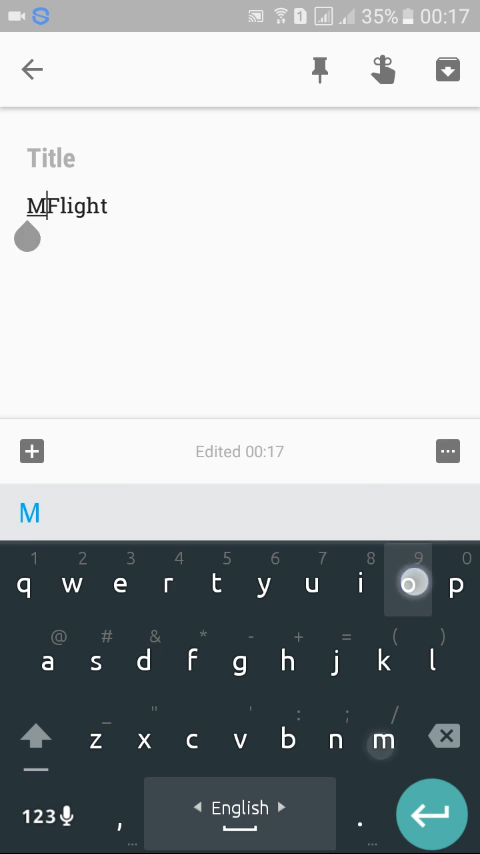 1 35% 00:17
Title
MFlight
Edited 00:17
M
1 2 3 4 5 6 7 8 9 0
q w e r t y u i o p
@ # & * - + = ( )
a s d f g h j k l
_ " ' : ; /
z x c v b n m
123 , English .